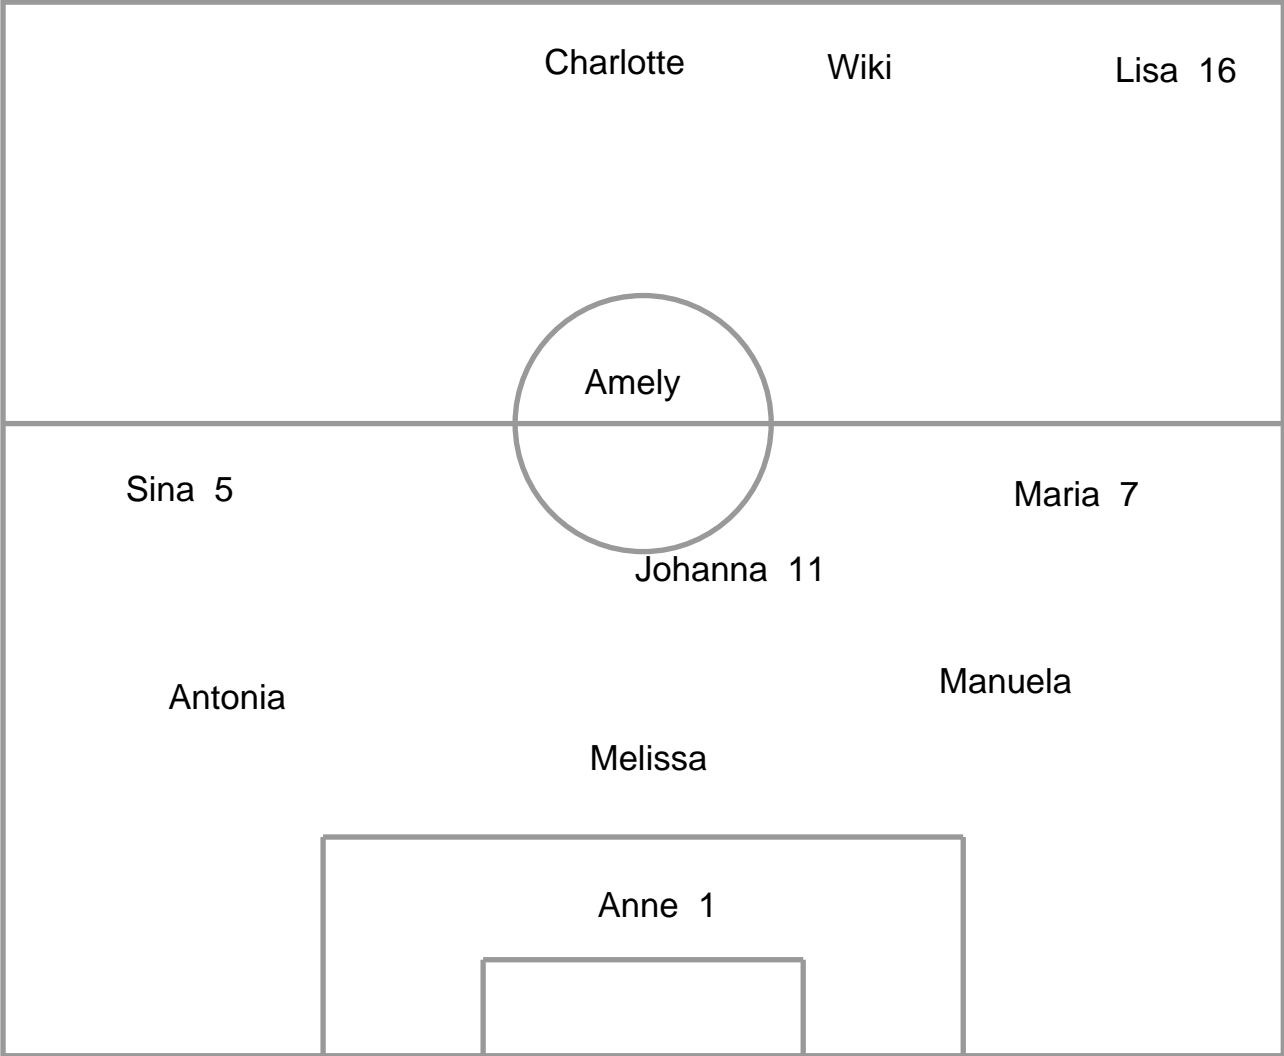 Charlotte
Wiki
Lisa 16
Amely
Sina 5
Maria 7
Johanna 11
Antonia
Manuela
Melissa
Anne 1